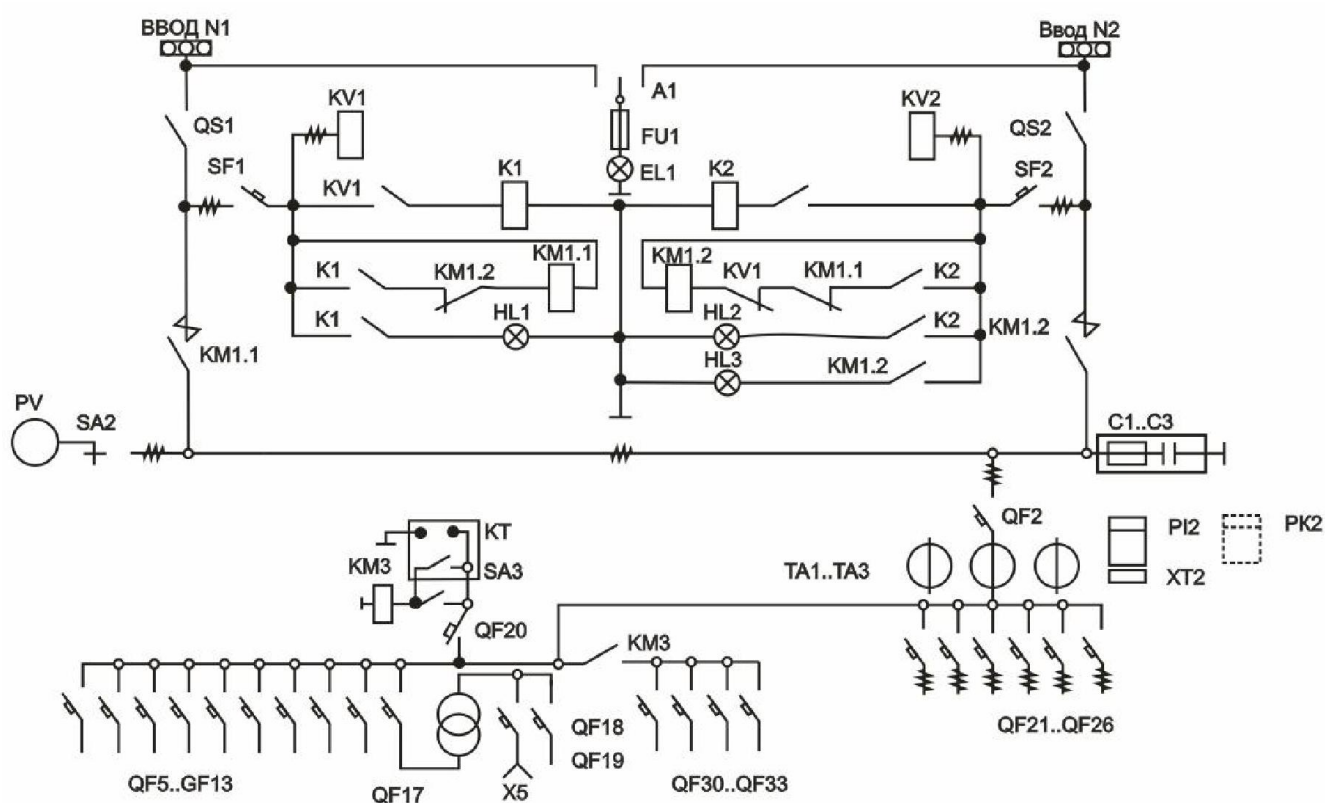 ВВОД N1
Ввод N2
A1
KV1
KV2
QS1
FU1
QS2
SF1
K1
EL1
K2
SF2
KV1
KM1.1
KM1.2
K1
KM1.2
KV1
KM1.1
K2
HL1
HL2
K1
K2
KM1.2
KM1.1
HL3
KM1.2
PV
SA2
C1..C3
KT
QF2
PI2
PK2
KM3
SA3
TA1..TA3
XT2
QF20
KM3
QF18
QF21..QF26
QF19
QF5..GF13
QF17
X5
QF30..QF33